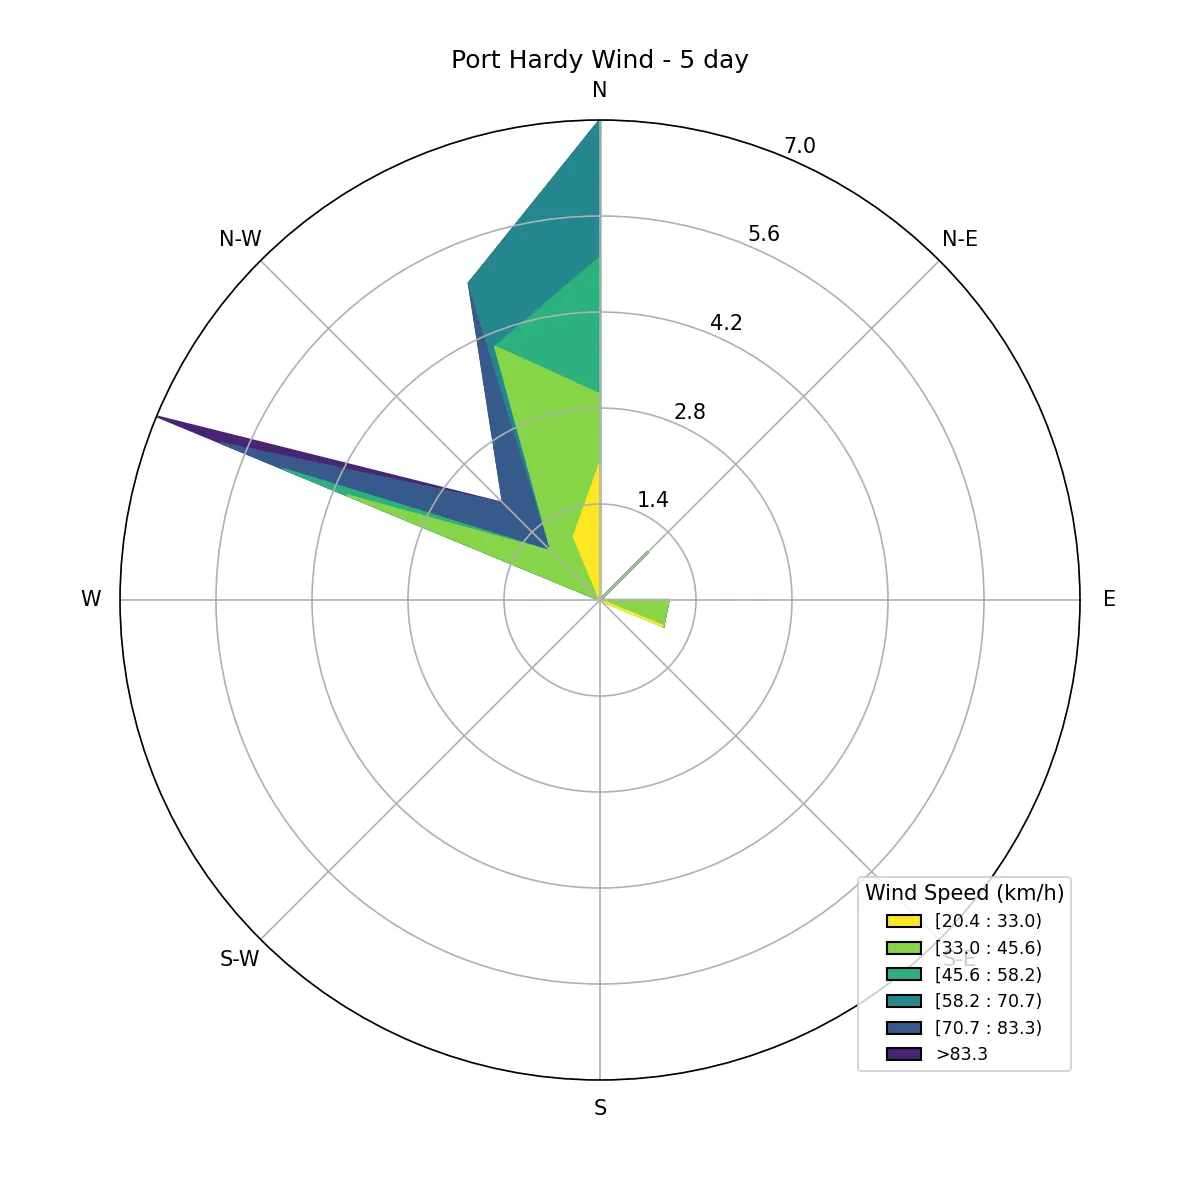 Port Hardy Wind - 5 day
N
7.0
N-W
5.6
N-E
4.2
2.8
1.4
W
E
Wind Speed (km/h)
[20.4 : 33.0)
[33.0 : 45.6)
S-W
S-E
[45.6 : 58.2)
[58.2 : 70.7)
[70.7 : 83.3)
>83.3
S